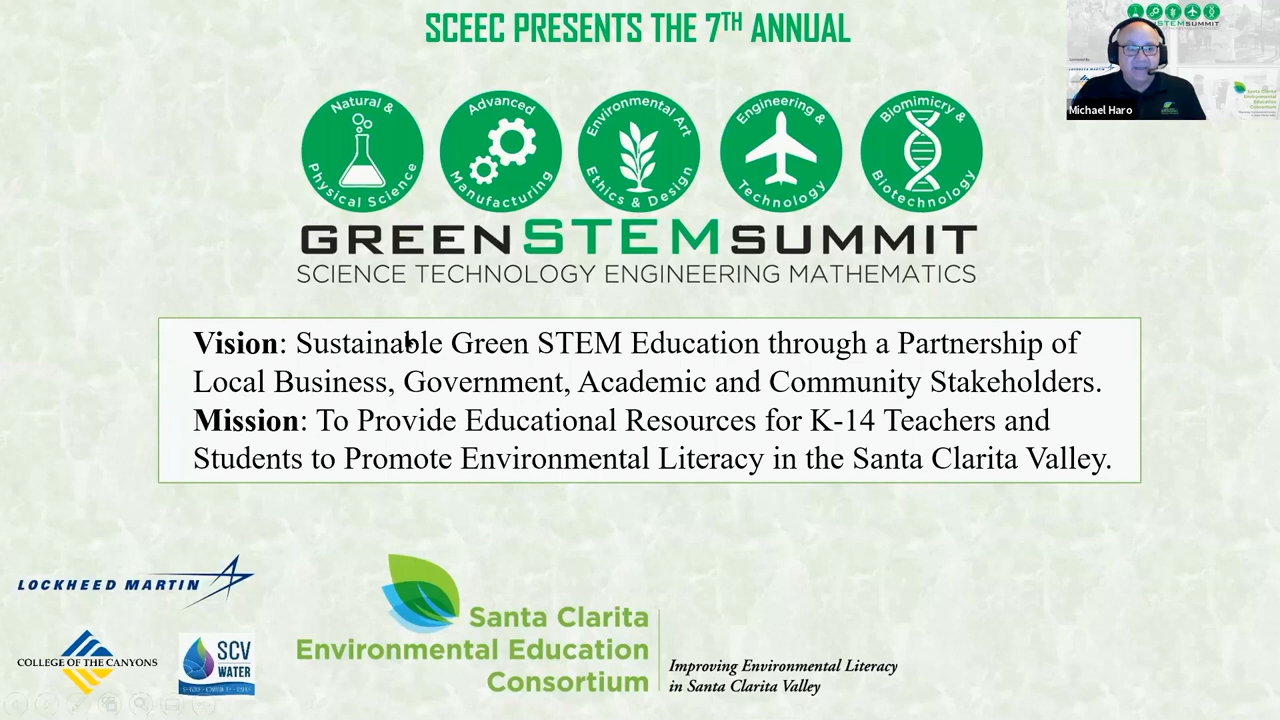 SCEEC PRESENTS THE 7TH ANNUAL
Natural &
Physical Science
Advanced
Manufacturing
Environmental Art
Ethics & Design
Engineering &
Technology
Biomimicry &
Biotechnology
GREENSTEMSUMMIT
SCIENCE TECHNOLOGY ENGINEERING MATHEMATICS
Michael Haro
Vision: Sustainable Green STEM Education through a Partnership of
Local Business, Government, Academic and Community Stakeholders.
Mission: To Provide Educational Resources for K-14 Teachers and
Students to Promote Environmental Literacy in the Santa Clarita Valley.
LOCKHEED MARTIN
COLLEGE OF THE CANYONS
SCV
WATER
Santa Clarita
Environmental Education
Consortium
Improving Environmental Literacy
in Santa Clarita Valley